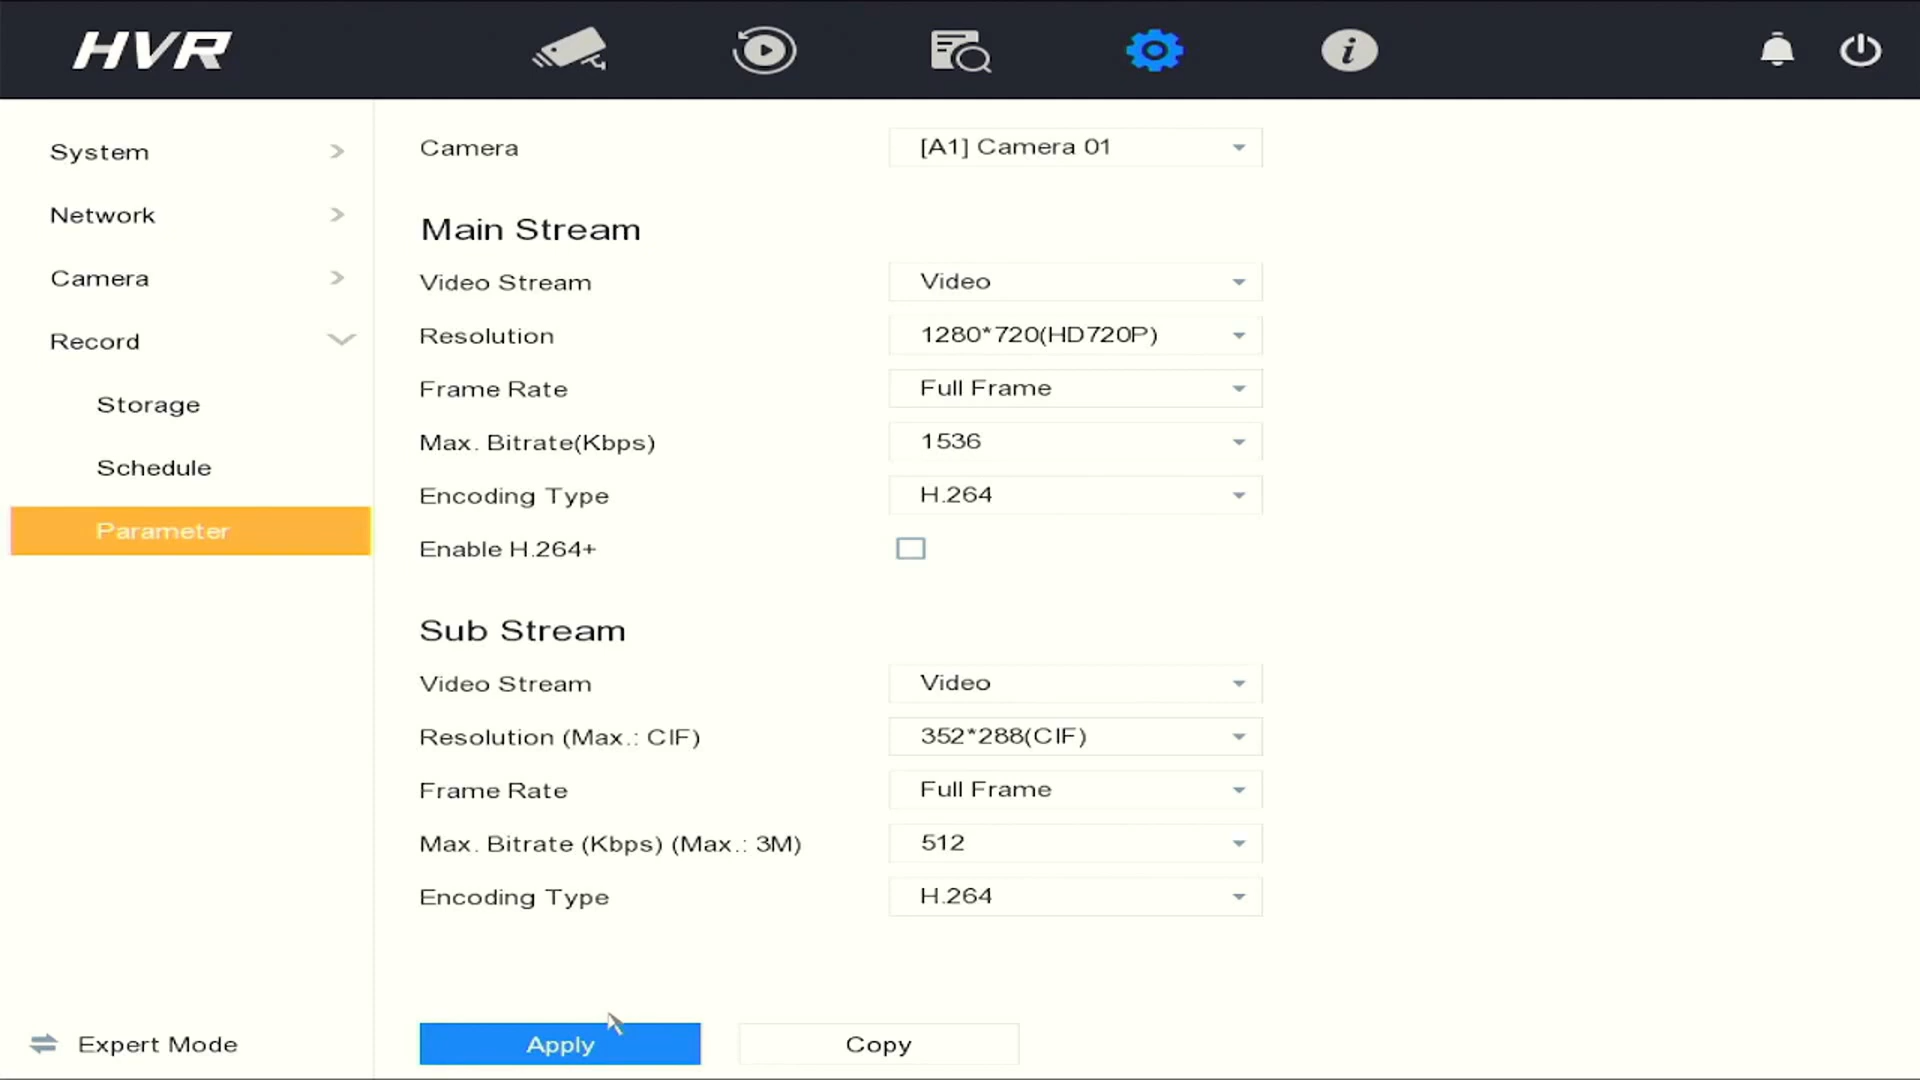 HVR
System
Network
Camera
Record
Storage
Schedule
Parameter
Expert Mode
Camera [A1] Camera 01
Main Stream
Video Stream Video
Resolution 1280*720(HD720P)
Frame Rate Full Frame
Max. Bitrate(Kbps) 1536
Encoding Type H.264
Enable H.264+
Sub Stream
Video Stream Video
Resolution (Max.: CIF) 352*288(CIF)
Frame Rate Full Frame
Max. Bitrate (Kbps) (Max.: 3M) 512
Encoding Type H.264
Apply Copy